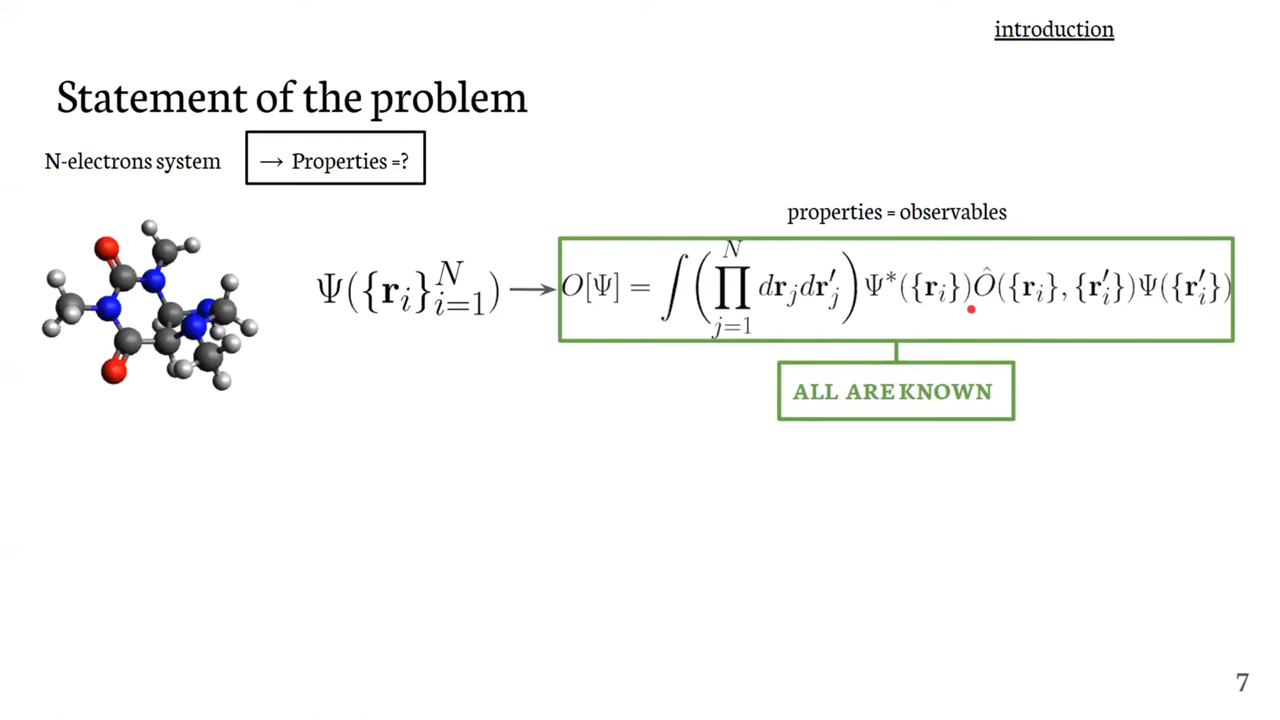 introduction
Statement of the problem
N-electrons system → Properties =?
properties = observables
Ψ({r_i}_{i=1}^N) → O[Ψ] = ∫(∏_{j=1}^N dr_j dr′_j) Ψ*({r_i})Ô({r_i}, {r′_i})Ψ({r′_i})
ALL ARE KNOWN
7